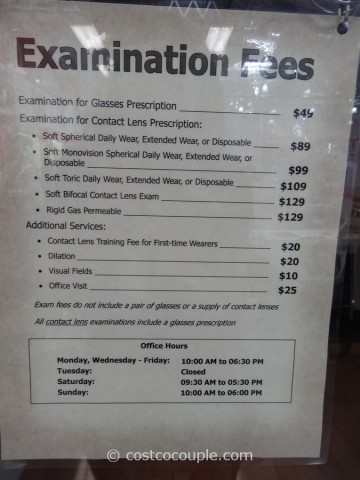 Examination Fees
Examination for Glasses Prescription $49
Examination for Contact Lens Prescription:
• Soft Spherical Daily Wear, Extended Wear, or Disposable $89
• Soft Monovision Spherical Daily Wear, Extended Wear, or
Disposable $99
• Soft Toric Daily Wear, Extended Wear, or Disposable $109
• Soft Bifocal Contact Lens Exam $129
• Rigid Gas Permeable $129
Additional Services:
• Contact Lens Training Fee for First-time Wearers $20
• Dilation $20
• Visual Fields $10
• Office Visit $25
Exam fees do not include a pair of glasses or a supply of contact lenses
All contact lens examinations include a glasses prescription
Office Hours
Monday, Wednesday - Friday: 10:00 AM to 06:30 PM
Tuesday: Closed
Saturday: 09:30 AM to 05:30 PM
Sunday: 10:00 AM to 06:00 PM
© costcocouple.com ©